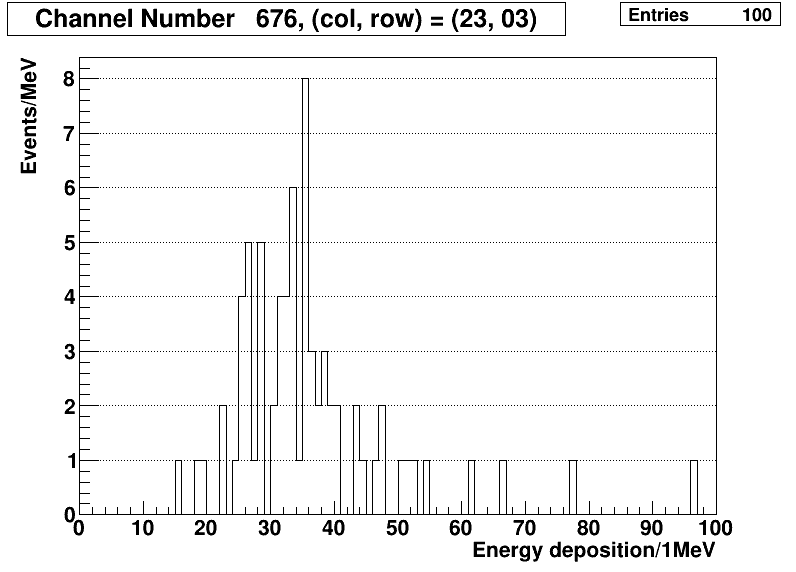 Channel Number 676, (col, row) = (23, 03)
Entries 100
Events/MeV
8
7
6
5
4
3
2
1
0
0 10 20 30 40 50 60 70 80 90 100
Energy deposition/1MeV